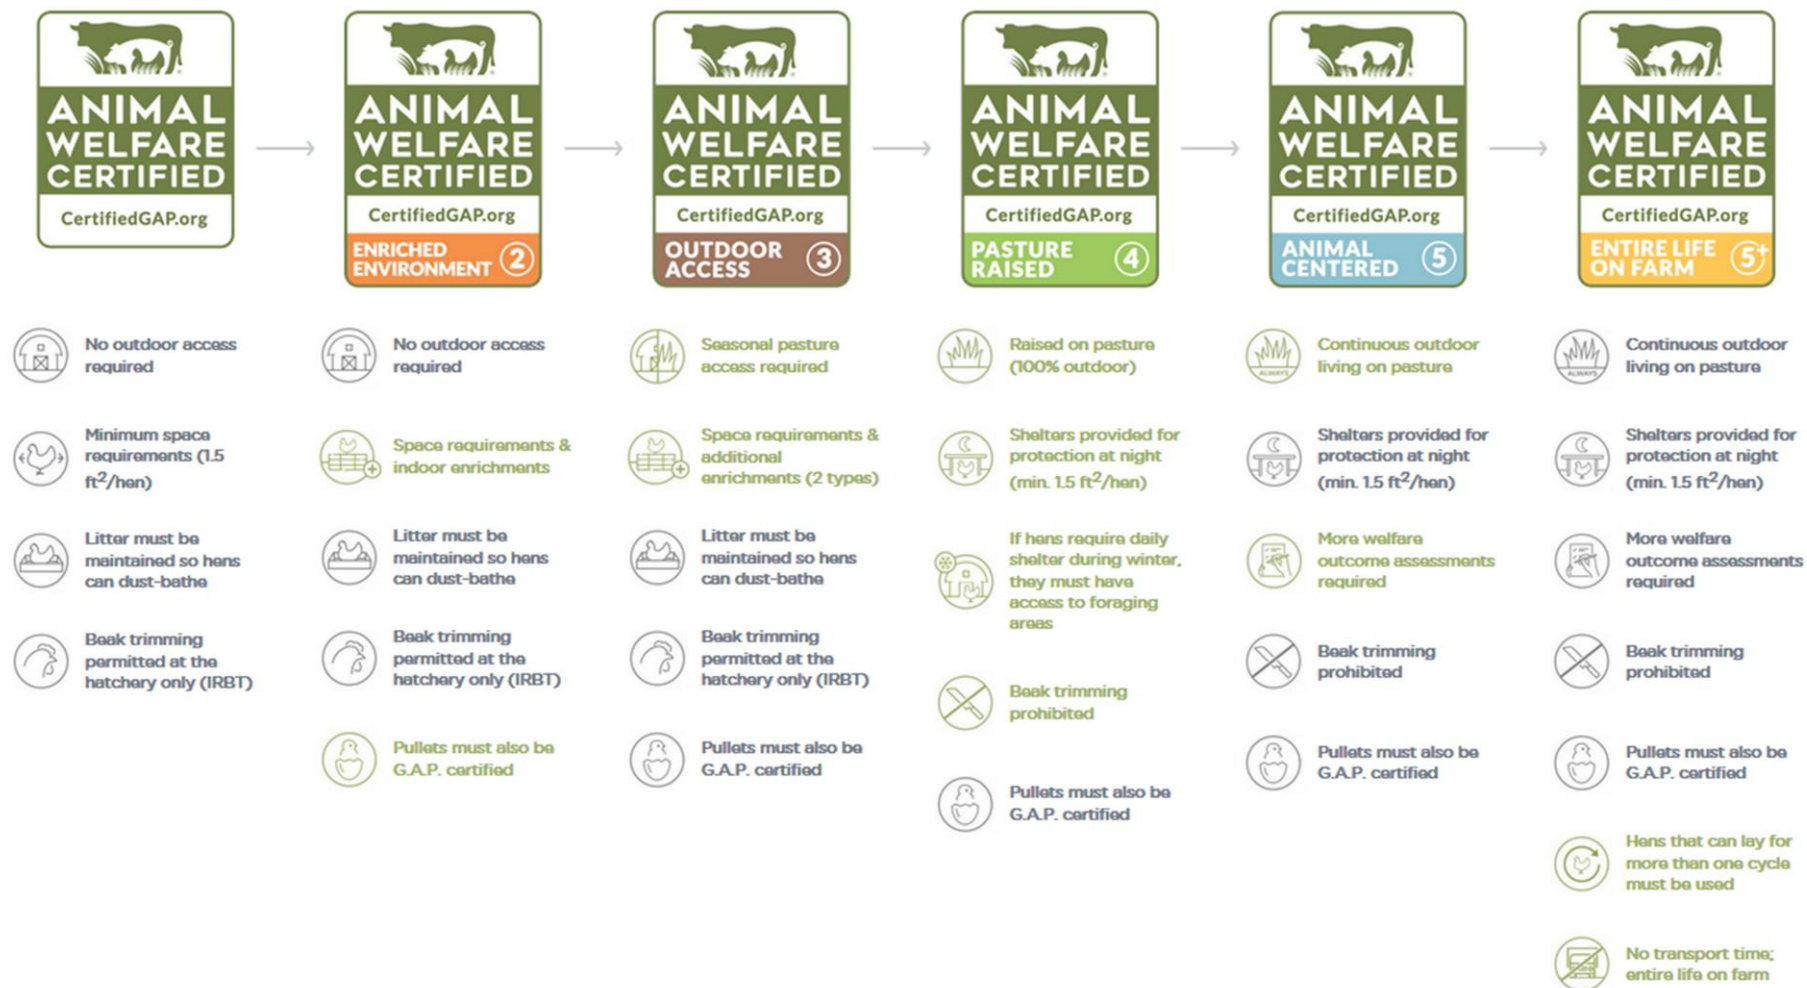 ANIMAL
WELFARE
CERTIFIED
CertifiedGAP.org
No outdoor access
required
Minimum space
requirements (1.5
ft²/hen)
Litter must be
maintained so hens
can dust-bathe
Beak trimming
permitted at the
hatchery only (IRBT)
ANIMAL
WELFARE
CERTIFIED
CertifiedGAP.org
ENRICHED
ENVIRONMENT 2
No outdoor access
required
Space requirements &
indoor enrichments
Litter must be
maintained so hens
can dust-bathe
Beak trimming
permitted at the
hatchery only (IRBT)
Pullets must also be
G.A.P. certified
ANIMAL
WELFARE
CERTIFIED
CertifiedGAP.org
OUTDOOR
ACCESS 3
Seasonal pasture
access required
Space requirements &
additional
enrichments (2 types)
Litter must be
maintained so hens
can dust-bathe
Beak trimming
permitted at the
hatchery only (IRBT)
Pullets must also be
G.A.P. certified
ANIMAL
WELFARE
CERTIFIED
CertifiedGAP.org
PASTURE
RAISED 4
Raised on pasture
(100% outdoor)
Shelters provided for
protection at night
(min. 1.5 ft²/hen)
If hens require daily
shelter during winter,
they must have
access to foraging
areas
Beak trimming
prohibited
Pullets must also be
G.A.P. certified
ANIMAL
WELFARE
CERTIFIED
CertifiedGAP.org
ANIMAL
CENTERED 5
ALWAYS
Continuous outdoor
living on pasture
Shelters provided for
protection at night
(min. 1.5 ft²/hen)
More welfare
outcome assessments
required
Beak trimming
prohibited
Pullets must also be
G.A.P. certified
ANIMAL
WELFARE
CERTIFIED
CertifiedGAP.org
ENTIRE LIFE
ON FARM 5+
ALWAYS
Continuous outdoor
living on pasture
Shelters provided for
protection at night
(min. 1.5 ft²/hen)
More welfare
outcome assessments
required
Beak trimming
prohibited
Pullets must also be
G.A.P. certified
Hens that can lay for
more than one cycle
must be used
No transport time;
entire life on farm